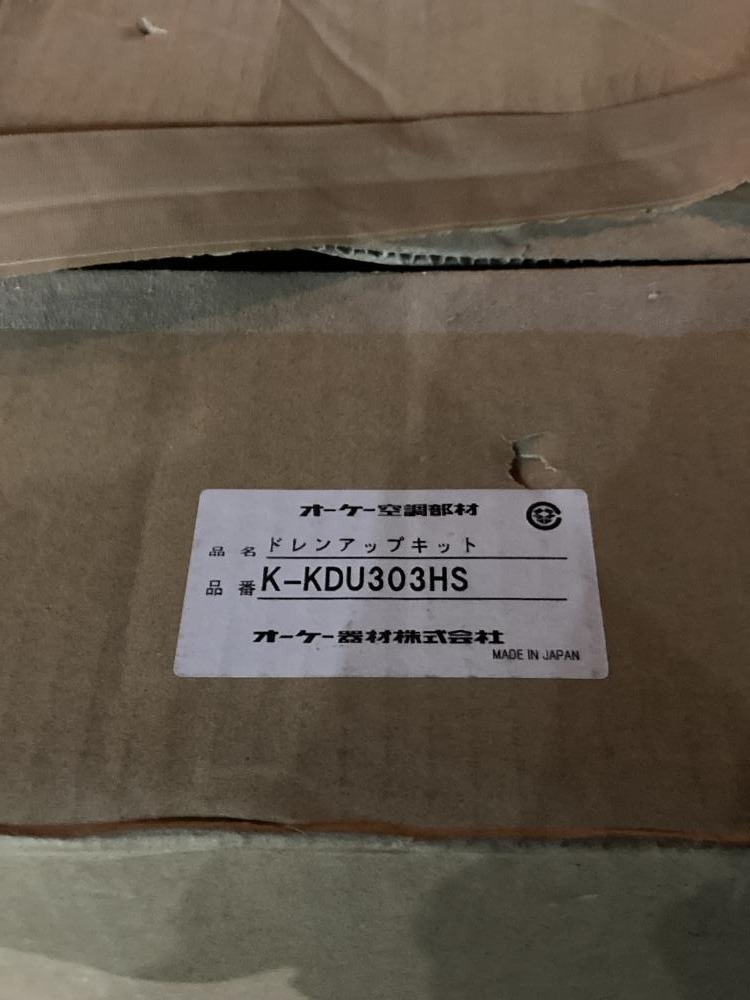 オーケー空調部材
品名 ドレンアップキット
品番 K-KDU303HS
オーケー器材株式会社
MADE IN JAPAN